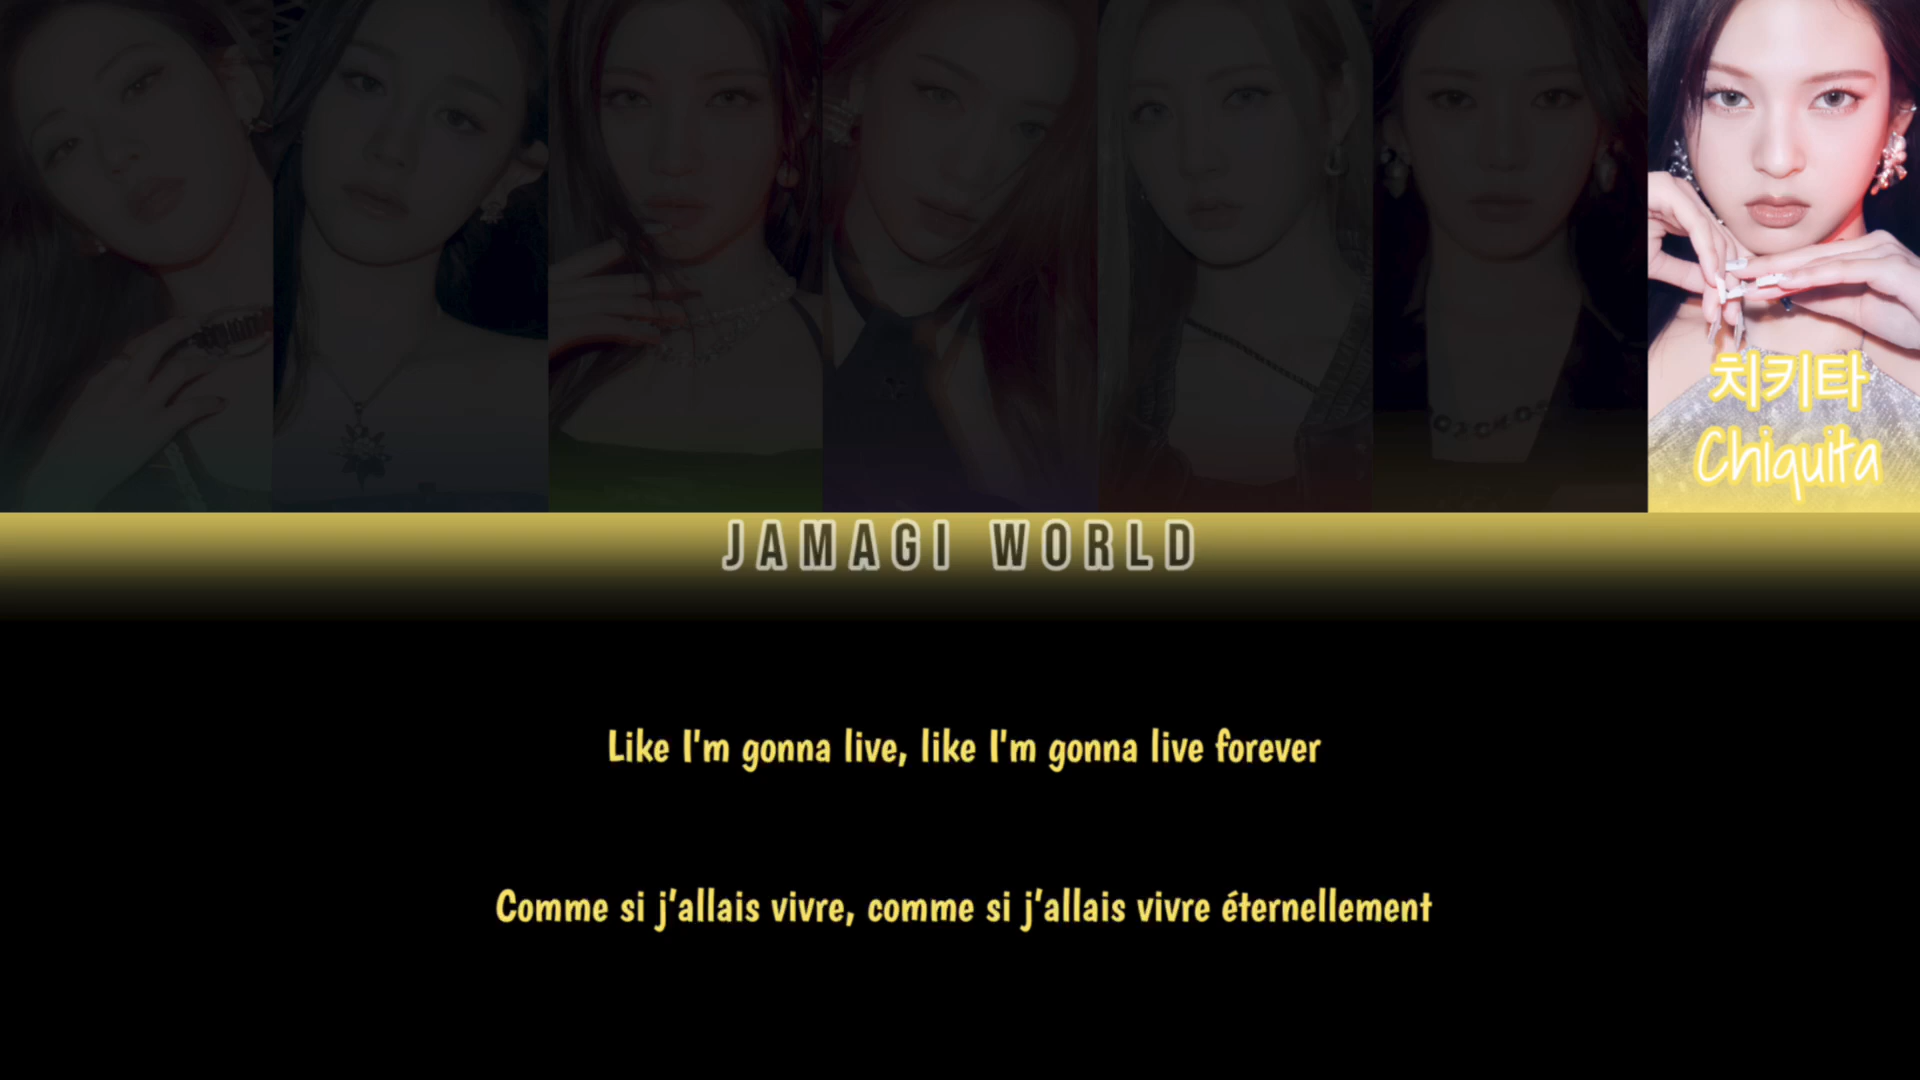 치키타
Chiquita
JAMAGI WORLD
Like I'm gonna live, like I'm gonna live forever
Comme si j'allais vivre, comme si j'allais vivre éternellement